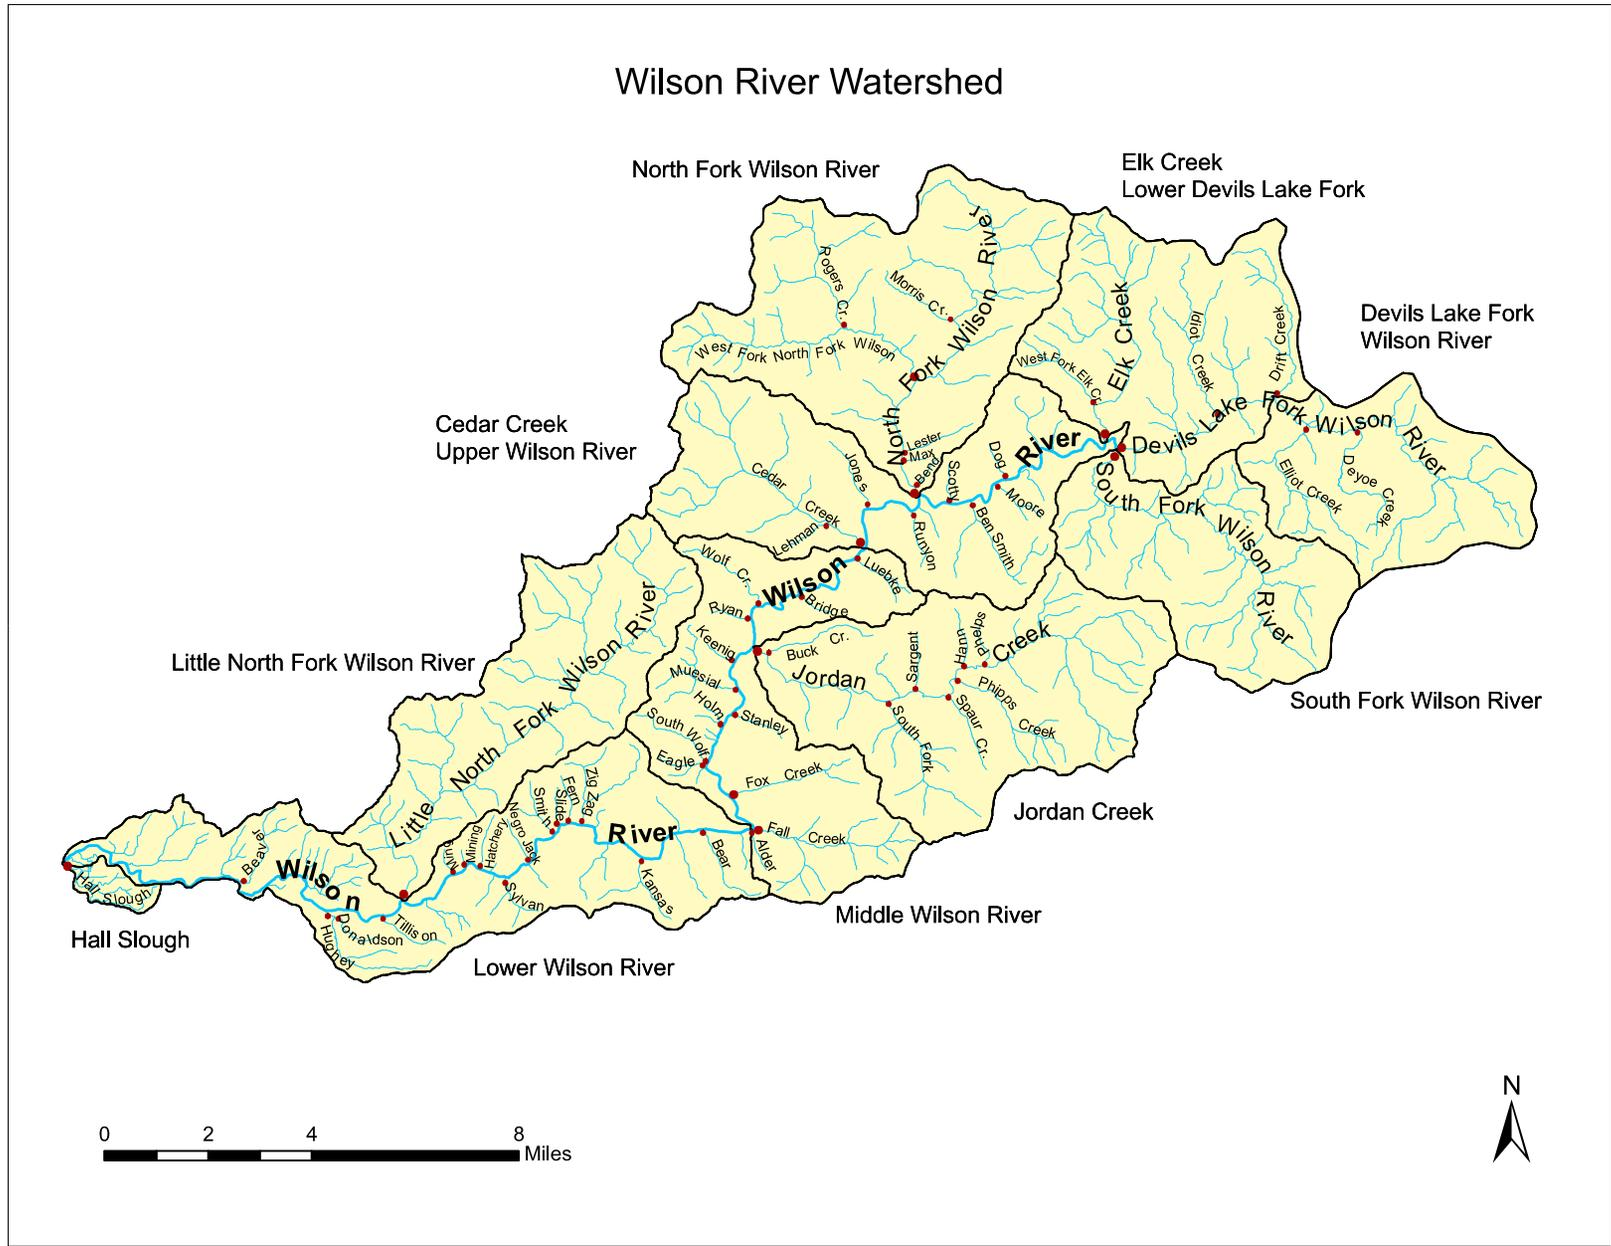 Wilson River Watershed
North Fork Wilson River
Elk Creek
Lower Devils Lake Fork
Devils Lake Fork
Wilson River
Cedar Creek
Upper Wilson River
Little North Fork Wilson River
South Fork Wilson River
Jordan Creek
Middle Wilson River
Lower Wilson River
Hall Slough
Rogers Cr.
Morris Cr.
West Fork North Fork Wilson
North Fork Wilson River
West Fork Elk Cr.
Elk Creek
Idiot Creek
Drift Creek
Devils Lake Fork Wilson River
Elliot Creek
Deyoe Creek
South Fork Wilson River
Lester
Max
Bend
Scotty
Dog
Moore
Ben Smith
Runyon
Jones
Cedar Creek
Lehman
Luebke
Wolf Cr.
Bridge
Ryan
Keenig
Buck Cr.
Muesial
Holm
Stanley
South Wolf
Eagle
Fox Creek
Fall Creek
Alder
Jordan Creek
Sargent
Hann
Phelps
Phipps Creek
Spaur Cr.
South Fork
Little North Fork Wilson River
Wilson River
Wilson River
Zig Zag
Fern
Slide
Smith
Negro Jack
Hatchery
Mining
Ming
Sylvan
Kansas
Bear
Beaver
Hall Slough
Hughey
Donaldson
Tillison
0 2 4 8
Miles
N